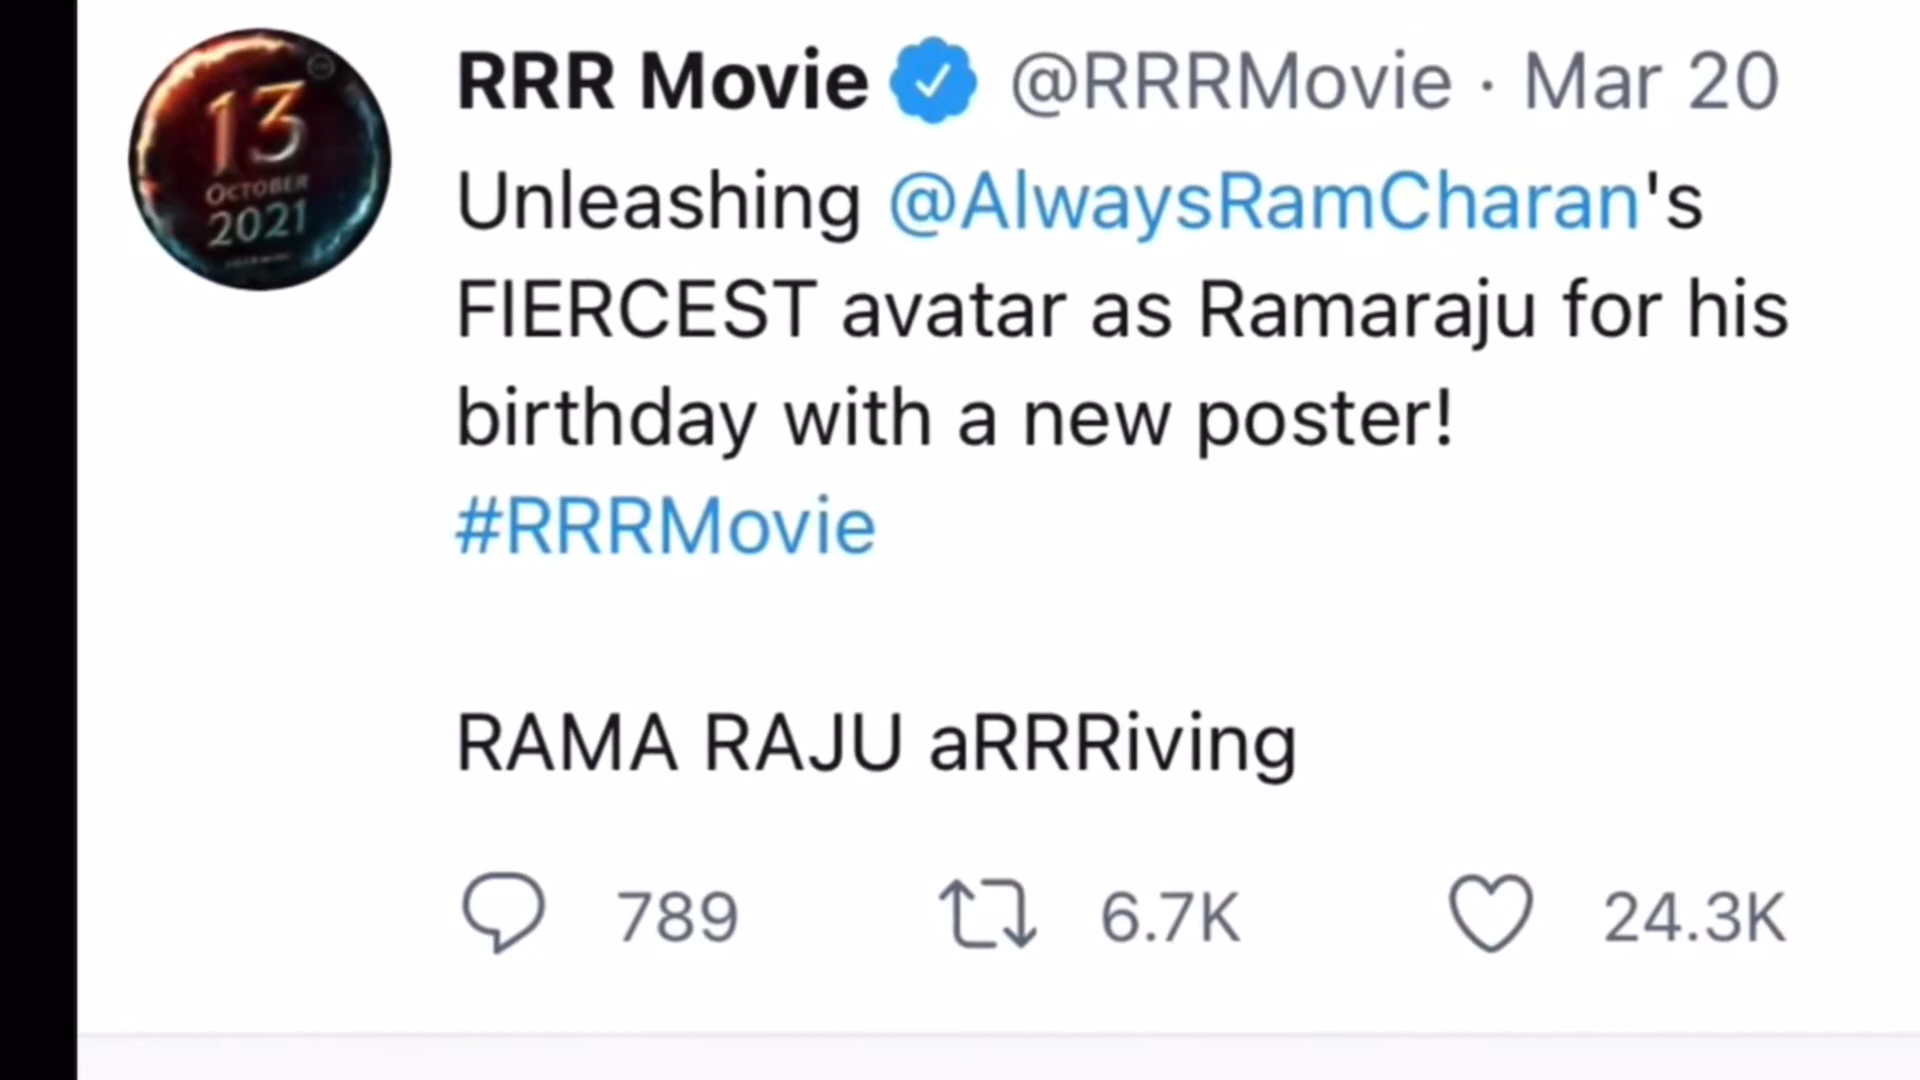 13
OCTOBER
2021
RRR Movie @RRRMovie · Mar 20
Unleashing @AlwaysRamCharan's
FIERCEST avatar as Ramaraju for his
birthday with a new poster!
#RRRMovie
RAMA RAJU aRRRiving
789 6.7K 24.3K